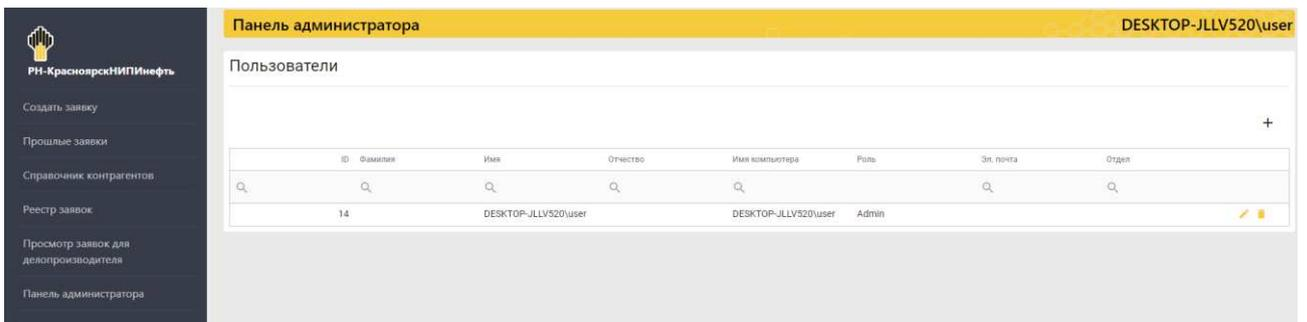 Панель администратора
DESKTOP-JLLV520\user
РН-КрасноярскНИПИнефть
Пользователи
Создать заявку
Прошлые заявки
Справочник контрагентов
Реестр заявок
Просмотр заявок для
делопроизводителя
Панель администратора
ID Фамилия Имя Отчество Имя компьютера Роль Эл. почта Отдел
14 DESKTOP-JLLV520\user DESKTOP-JLLV520\user Admin